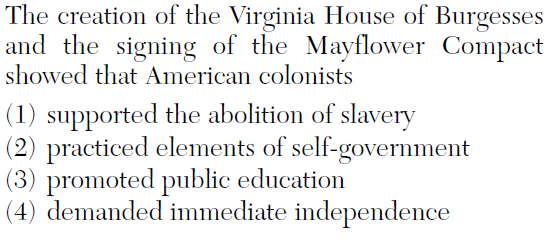 The creation of the Virginia House of Burgesses
and the signing of the Mayflower Compact
showed that American colonists
(1) supported the abolition of slavery
(2) practiced elements of self-government
(3) promoted public education
(4) demanded immediate independence